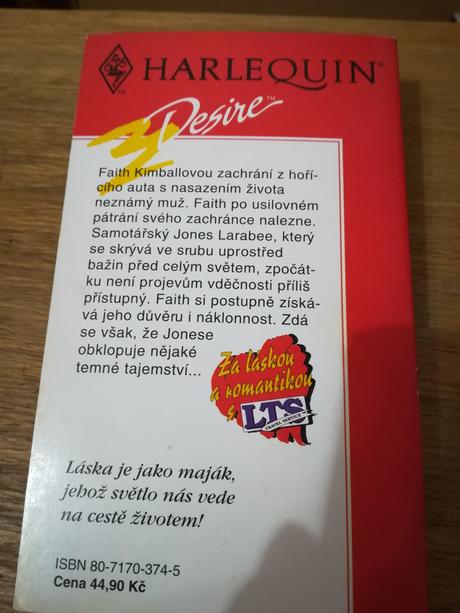 HARLEQUIN®
TM
Desire™
Faith Kimballovou zachrání z hoří-
cího auta s nasazením života
neznámý muž. Faith po usilovném
pátrání svého zachránce nalezne.
Samotářský Jones Larabee, který
se skrývá ve srubu uprostřed
bažin před celým světem, zpočát-
ku není projevům vděčnosti příliš
přístupný. Faith si postupně získá-
vá jeho důvěru i náklonnost. Zdá
se však, že Jonese
obklopuje nějaké
temné tajemství...
Za láskou
a romantikou
s LTS
TRAVEL SERVICE
Láska je jako maják,
jehož světlo nás vede
na cestě životem!
ISBN 80-7170-374-5
Cena 44,90 Kč